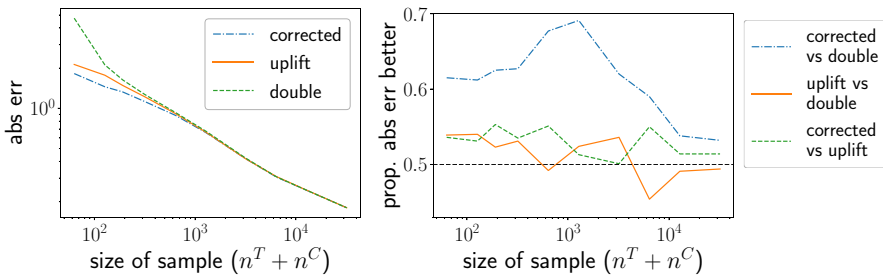 abs err
10^0
corrected
uplift
double
10^2
10^3
10^4
size of sample (n^T + n^C)
prop. abs err better
0.7
0.6
0.5
10^2
10^3
10^4
size of sample (n^T + n^C)
corrected
vs double
uplift vs
double
corrected
vs uplift